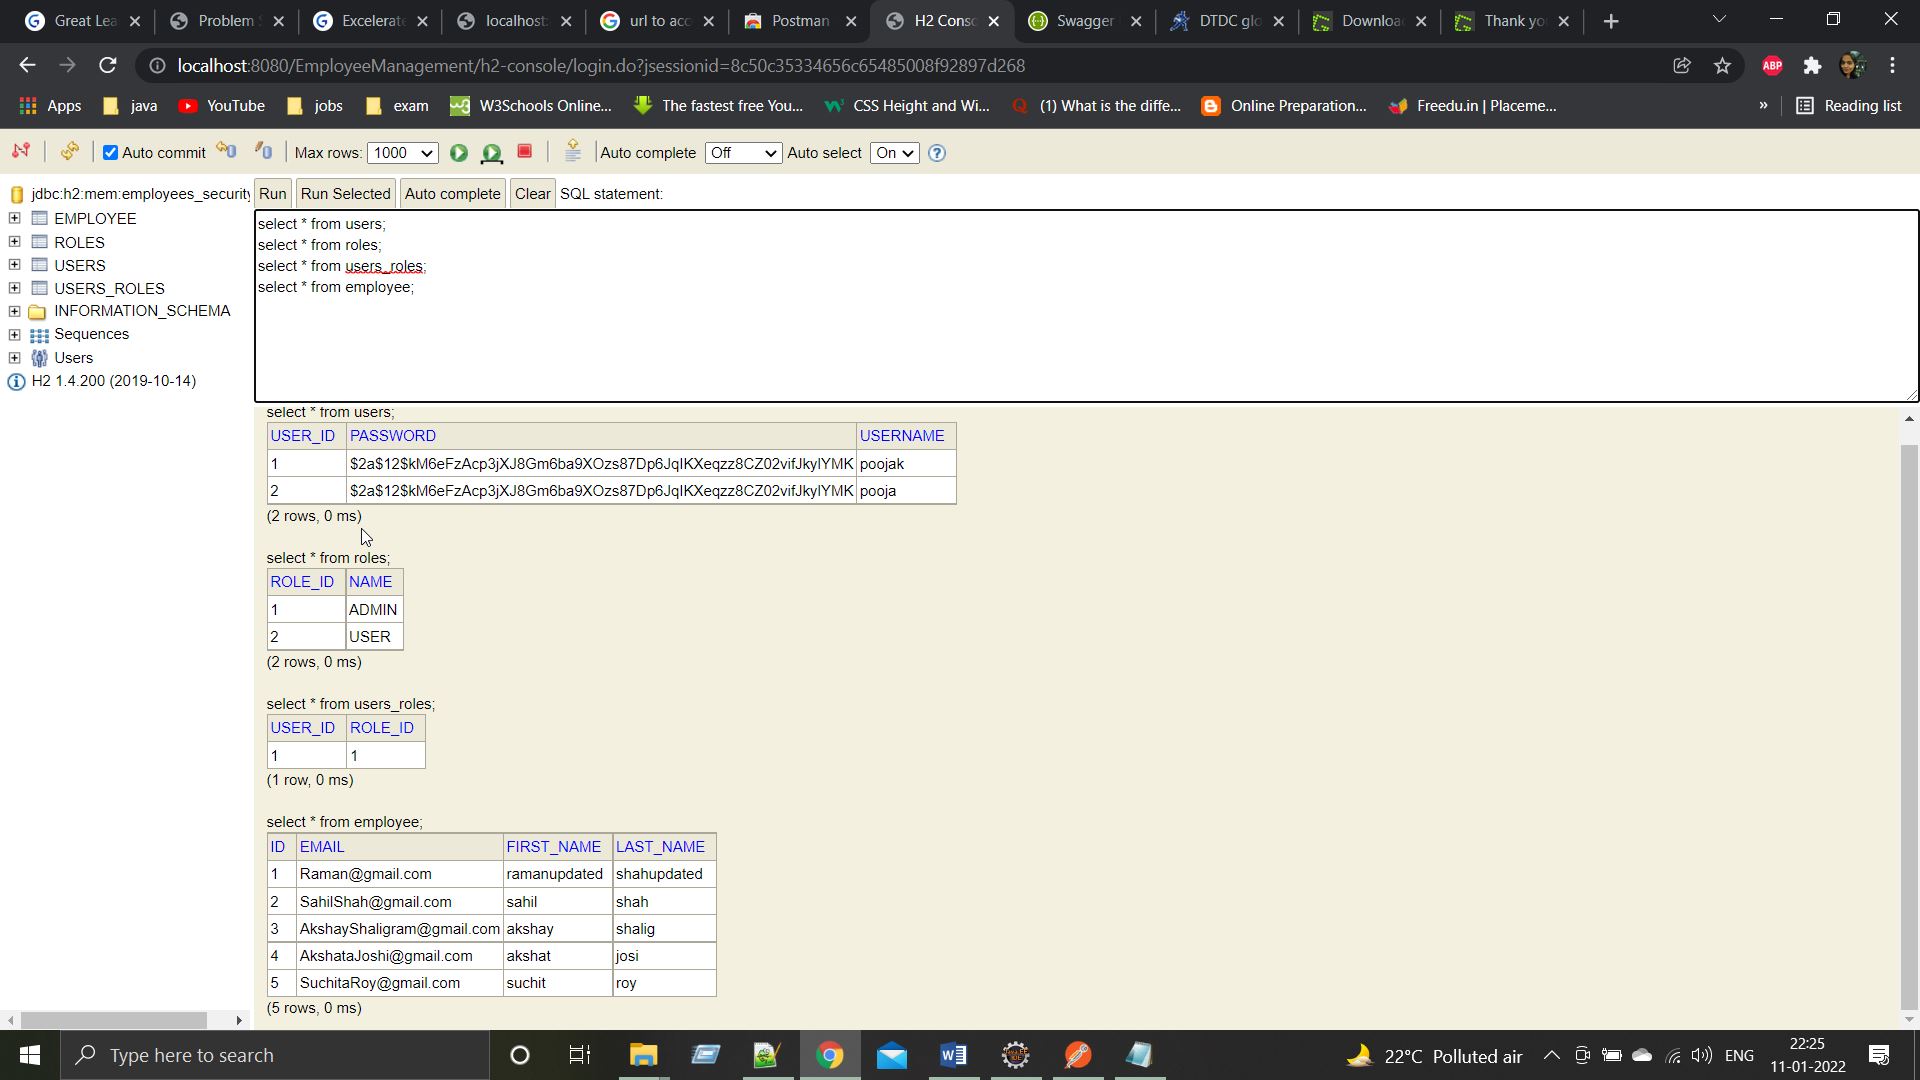 Great Lea
Problem S
Excelerate
localhost:
url to acc
Postman
H2 Conso
Swagger
DTDC glo
Downloa
Thank yo
localhost:8080/EmployeeManagement/h2-console/login.do?jsessionid=8c50c35334656c65485008f92897d268
ABP
Apps
java
YouTube
jobs
exam
W3Schools Online...
The fastest free You...
CSS Height and Wi...
(1) What is the diffe...
Online Preparation...
Freedu.in | Placeme...
»
Reading list
Auto commit
Max rows: 1000
Auto complete Off
Auto select On
jdbc:h2:mem:employees_security
EMPLOYEE
ROLES
USERS
USERS_ROLES
INFORMATION_SCHEMA
Sequences
Users
H2 1.4.200 (2019-10-14)
Run Run Selected Auto complete Clear SQL statement:
select * from users;
select * from roles;
select * from users_roles;
select * from employee;
select * from users;
USER_ID PASSWORD USERNAME
1 $2a$12$kM6eFzAcp3jXJ8Gm6ba9XOzs87Dp6JqIKXeqzz8CZ02vifJkylYMK poojak
2 $2a$12$kM6eFzAcp3jXJ8Gm6ba9XOzs87Dp6JqIKXeqzz8CZ02vifJkylYMK pooja
(2 rows, 0 ms)
select * from roles;
ROLE_ID NAME
1 ADMIN
2 USER
(2 rows, 0 ms)
select * from users_roles;
USER_ID ROLE_ID
1 1
(1 row, 0 ms)
select * from employee;
ID EMAIL FIRST_NAME LAST_NAME
1 Raman@gmail.com ramanupdated shahupdated
2 SahilShah@gmail.com sahil shah
3 AkshayShaligram@gmail.com akshay shalig
4 AkshataJoshi@gmail.com akshat josi
5 SuchitaRoy@gmail.com suchit roy
(5 rows, 0 ms)
Type here to search
22°C Polluted air
ENG
22:25
11-01-2022